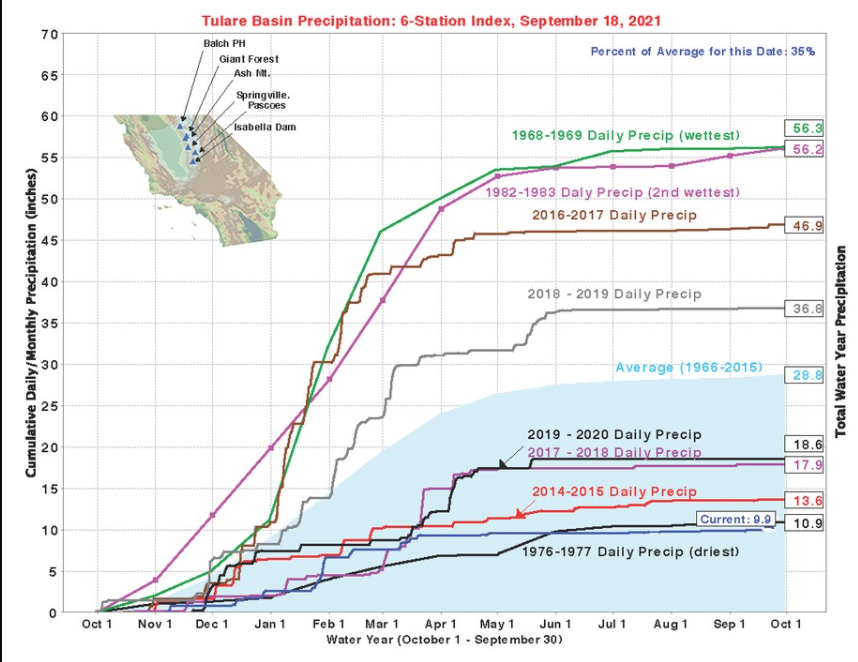 Tulare Basin Precipitation: 6-Station Index, September 18, 2021
Percent of Average for this Date: 35%
Cumulative Daily/Monthly Precipitation (inches)
70
65
60
55
50
45
40
35
30
25
20
15
10
5
0
Balch PH
Giant Forest
Ash Mt.
Springville.
Pascoes
Isabella Dam
1968-1969 Daily Precip (wettest)
56.3
56.2
1982-1983 Daly Precip (2nd wettest)
2016-2017 Daily Precip
46.9
2018 - 2019 Daily Precip
36.8
Average (1966-2015)
28.8
2019 - 2020 Daily Precip
18.6
2017 - 2018 Daily Precip
17.9
2014-2015 Daily Precip
13.6
Current: 9.9
10.9
1976-1977 Daily Precip (driest)
Total Water Year Precipitation
Oct 1 Nov 1 Dec 1 Jan 1 Feb 1 Mar 1 Apr 1 May 1 Jun 1 Jul 1 Aug 1 Sep 1 Oct 1
Water Year (October 1 - September 30)